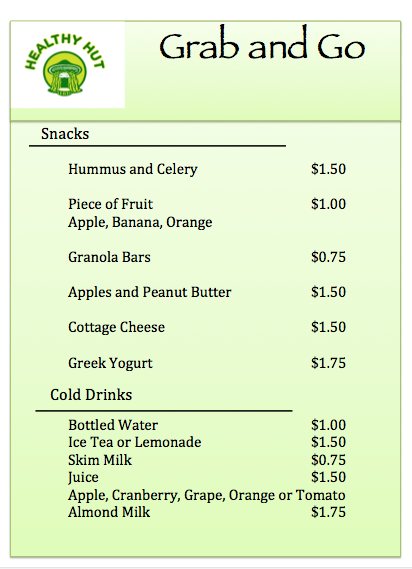 HEALTHY HUT
Grab and Go
Snacks
Hummus and Celery $1.50
Piece of Fruit $1.00
Apple, Banana, Orange
Granola Bars $0.75
Apples and Peanut Butter $1.50
Cottage Cheese $1.50
Greek Yogurt $1.75
Cold Drinks
Bottled Water $1.00
Ice Tea or Lemonade $1.50
Skim Milk $0.75
Juice $1.50
Apple, Cranberry, Grape, Orange or Tomato
Almond Milk $1.75